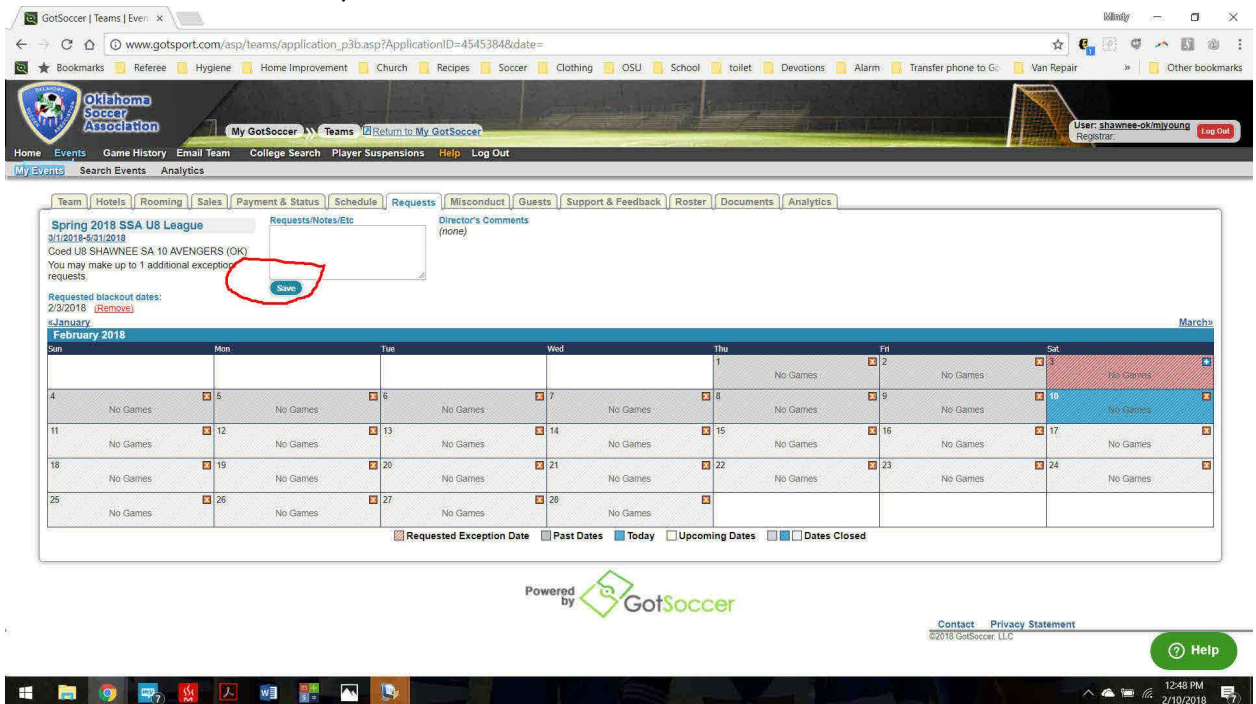 GotSoccer | Teams | Even
Mindy
www.gotsport.com/asp/teams/application_p3b.asp?ApplicationID=4545384&date=
Bookmarks Referee Hygiene Home Improvement Church Recipes Soccer Clothing OSU School toilet Devotions Alarm Transfer phone to Go Van Repair » Other bookmarks
Oklahoma
Soccer
Association
My GotSoccer Teams Return to My GotSoccer
User: shawnee-ok/mjyoung Log Out
Registrar:
Home Events Game History Email Team College Search Player Suspensions Help Log Out
My Events Search Events Analytics
Team Hotels Rooming Sales Payment & Status Schedule Requests Misconduct Guests Support & Feedback Roster Documents Analytics
Spring 2018 SSA U8 League
3/1/2018-5/31/2018
Coed U8 SHAWNEE SA 10 AVENGERS (OK)
You may make up to 1 additional exception
requests.
Requests/Notes/Etc
Save
Director's Comments
(none)
Requested blackout dates:
2/3/2018 (Remove)
«January March»
February 2018
Sun Mon Tue Wed Thu Fri Sat
1 No Games 2 No Games 3 No Games
4 No Games 5 No Games 6 No Games 7 No Games 8 No Games 9 No Games 10 No Games
11 No Games 12 No Games 13 No Games 14 No Games 15 No Games 16 No Games 17 No Games
18 No Games 19 No Games 20 No Games 21 No Games 22 No Games 23 No Games 24 No Games
25 No Games 26 No Games 27 No Games 28 No Games
Requested Exception Date Past Dates Today Upcoming Dates Dates Closed
Powered
by
GotSoccer
Contact Privacy Statement
©2018 GotSoccer, LLC
Help
12:48 PM
2/10/2018